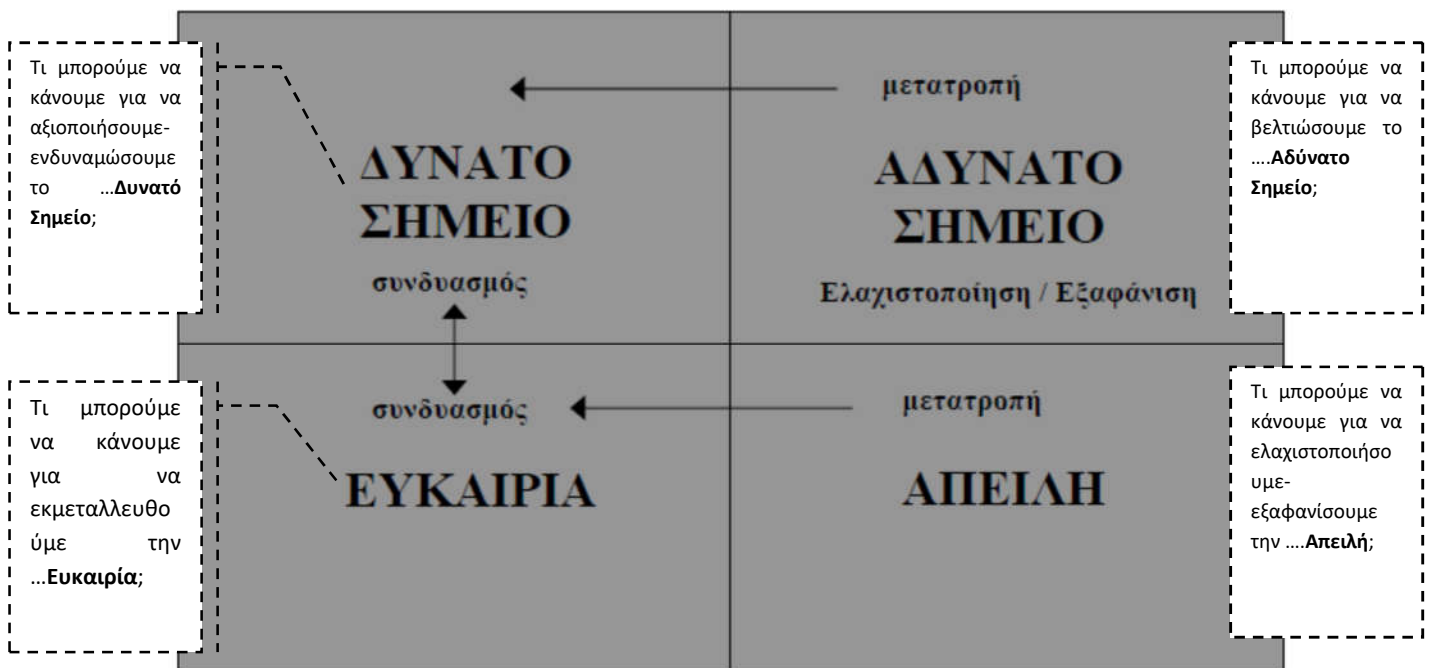 Τι μπορούμε να
κάνουμε για να
αξιοποιήσουμε-
ενδυναμώσουμε
το ...Δυνατό
Σημείο;
ΔΥΝΑΤΟ
ΣΗΜΕΙΟ
συνδυασμός
μετατροπή
ΑΔΥΝΑΤΟ
ΣΗΜΕΙΟ
Ελαχιστοποίηση / Εξαφάνιση
Τι μπορούμε να
κάνουμε για να
βελτιώσουμε το
....Αδύνατο
Σημείο;
Τι μπορούμε
να κάνουμε
για να
εκμεταλλευθο
ύμε την
...Ευκαιρία;
συνδυασμός
ΕΥΚΑΙΡΙΑ
μετατροπή
ΑΠΕΙΛΗ
Τι μπορούμε να
κάνουμε για να
ελαχιστοποιήσο
υμε-
εξαφανίσουμε
την ....Απειλή;